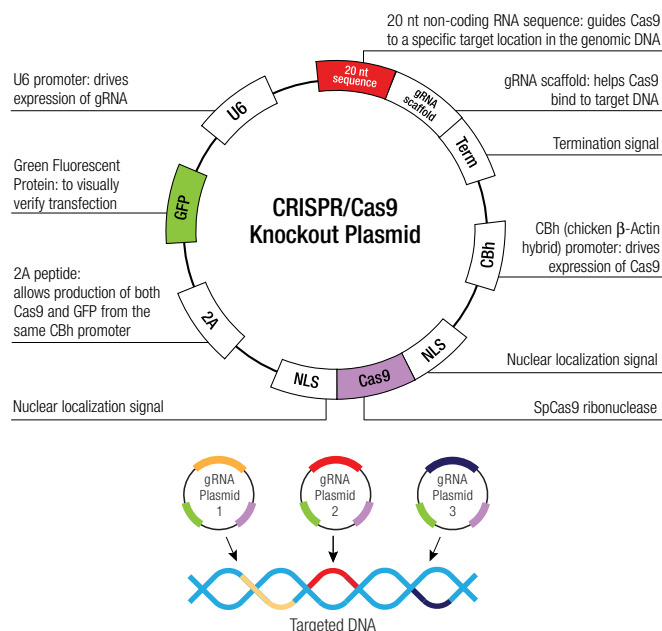 20 nt non-coding RNA sequence: guides Cas9
to a specific target location in the genomic DNA
U6 promoter: drives
expression of gRNA
gRNA scaffold: helps Cas9
bind to target DNA
Termination signal
Green Fluorescent
Protein: to visually
verify transfection
CBh (chicken β-Actin
hybrid) promoter: drives
expression of Cas9
2A peptide:
allows production of both
Cas9 and GFP from the
same CBh promoter
Nuclear localization signal
Nuclear localization signal
SpCas9 ribonuclease
CRISPR/Cas9
Knockout Plasmid
20 nt
sequence
gRNA
scaffold
Term
CBh
NLS
Cas9
NLS
2A
GFP
U6
gRNA
Plasmid
1
gRNA
Plasmid
2
gRNA
Plasmid
3
Targeted DNA